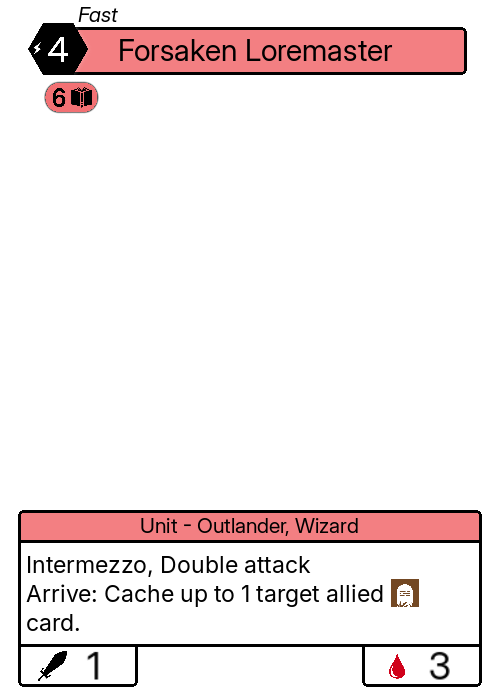 Fast
4
Forsaken Loremaster
6
Unit - Outlander, Wizard
Intermezzo, Double attack
Arrive: Cache up to 1 target allied
card.
1
3